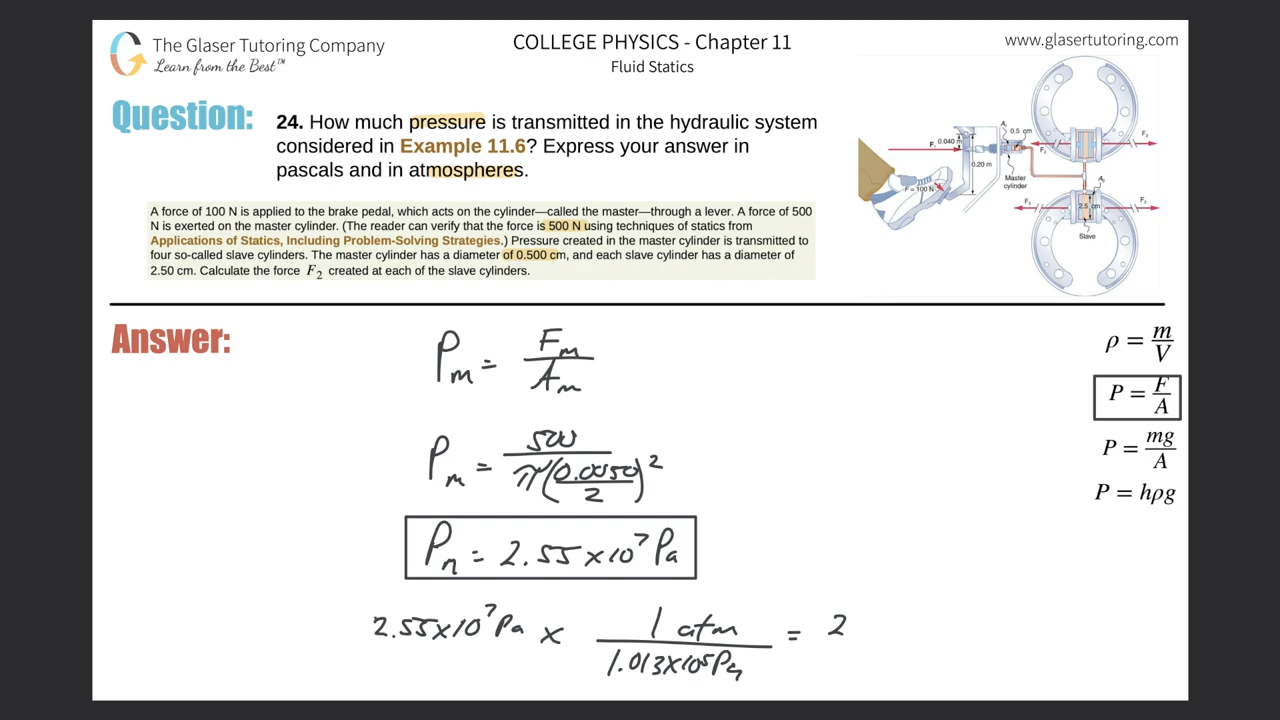 The Glaser Tutoring Company
Learn from the Best™
COLLEGE PHYSICS - Chapter 11
Fluid Statics
www.glasertutoring.com
Question:
24. How much pressure is transmitted in the hydraulic system
considered in Example 11.6? Express your answer in
pascals and in atmospheres.
A force of 100 N is applied to the brake pedal, which acts on the cylinder—called the master—through a lever. A force of 500
N is exerted on the master cylinder. (The reader can verify that the force is 500 N using techniques of statics from
Applications of Statics, Including Problem-Solving Strategies.) Pressure created in the master cylinder is transmitted to
four so-called slave cylinders. The master cylinder has a diameter of 0.500 cm, and each slave cylinder has a diameter of
2.50 cm. Calculate the force F₂ created at each of the slave cylinders.
A₁
0.5 cm
0.040 m
F₁
0.20 m
F = 100 N
Master
cylinder
F₂
F₂
A₂
2.5 cm
F₂
F₂
Slave
Answer:
Pm = Fm / Am
Pm = 500 / π(0.0050/2)²
Pm = 2.55 x 10⁷ Pa
2.55 x 10⁷ Pa x 1 atm / 1.013 x 10⁵ Pa = 2
ρ = m/V
P = F/A
P = mg/A
P = hρg